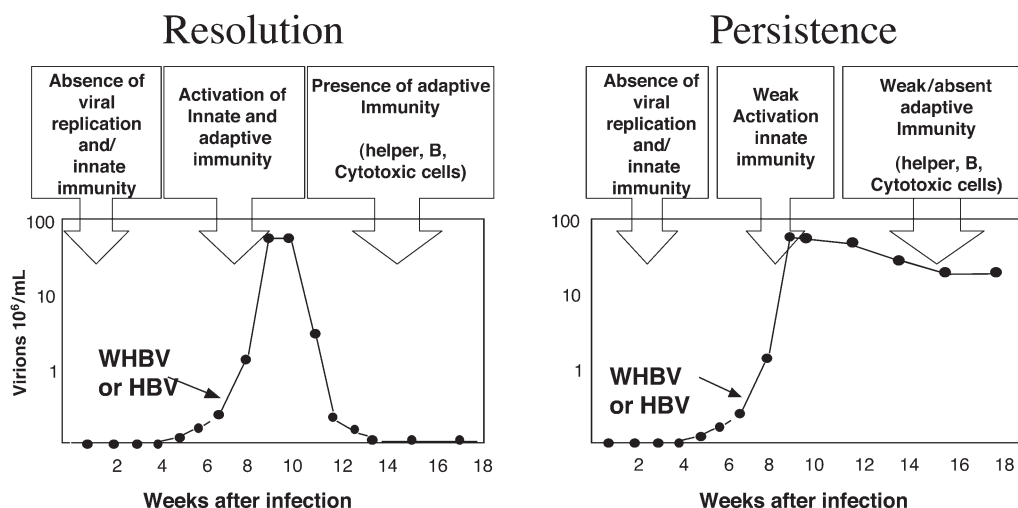 Resolution
Absence of
viral
replication
and/
innate
immunity
Activation of
Innate and
adaptive
immunity
Presence of adaptive
Immunity
(helper, B,
Cytotoxic cells)
Virions 10⁶/mL
100
10
1
WHBV
or HBV
2 4 6 8 10 12 14 16 18
Weeks after infection
Persistence
Absence of
viral
replication
and/
innate
immunity
Weak
Activation
innate
immunity
Weak/absent
adaptive
Immunity
(helper, B,
Cytotoxic cells)
100
10
1
WHBV
or HBV
2 4 6 8 10 14 16 18
Weeks after infection